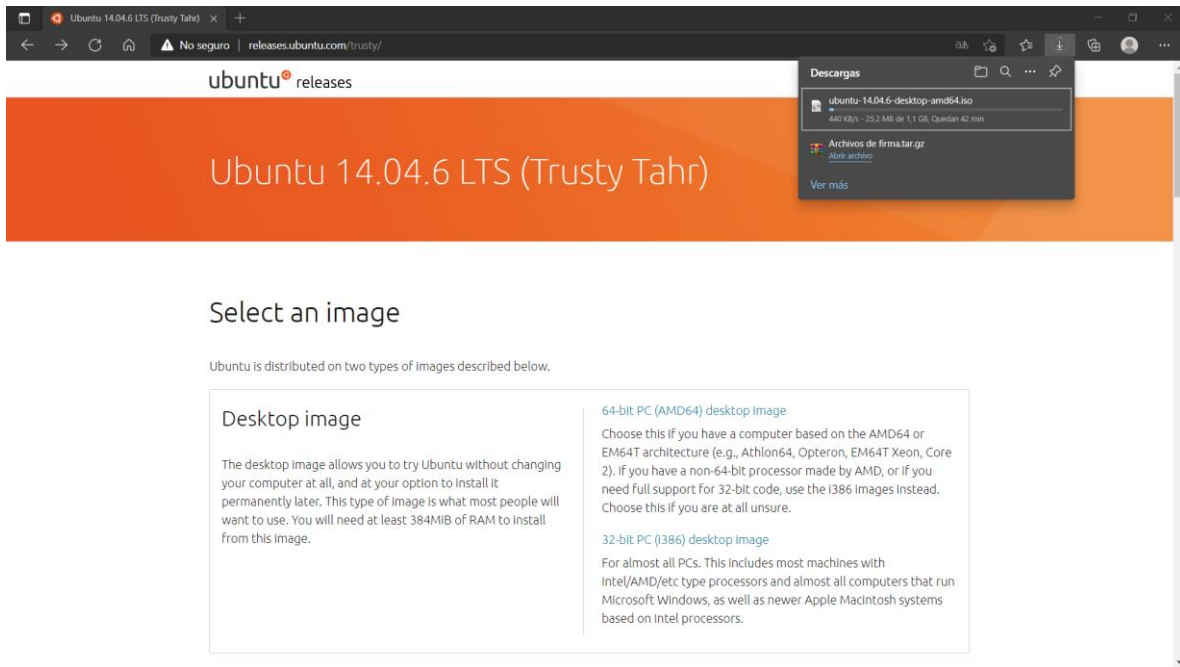 Ubuntu 14.04.6 LTS (Trusty Tahr)
No seguro | releases.ubuntu.com/trusty/
ubuntu releases
Descargas
ubuntu-14.04.6-desktop-amd64.iso
440 KB/s - 25,2 MB de 1,1 GB, Quedan 42 min
Archivos de firma.tar.gz
Abrir archivo
Ver más
Ubuntu 14.04.6 LTS (Trusty Tahr)
Select an image
Ubuntu is distributed on two types of images described below.
Desktop image
The desktop image allows you to try Ubuntu without changing
your computer at all, and at your option to install it
permanently later. This type of image is what most people will
want to use. You will need at least 384MiB of RAM to install
from this image.
64-bit PC (AMD64) desktop image
Choose this if you have a computer based on the AMD64 or
EM64T architecture (e.g., Athlon64, Opteron, EM64T Xeon, Core
2). If you have a non-64-bit processor made by AMD, or if you
need full support for 32-bit code, use the i386 images instead.
Choose this if you are at all unsure.
32-bit PC (i386) desktop image
For almost all PCs. This includes most machines with
Intel/AMD/etc type processors and almost all computers that run
Microsoft Windows, as well as newer Apple Macintosh systems
based on Intel processors.